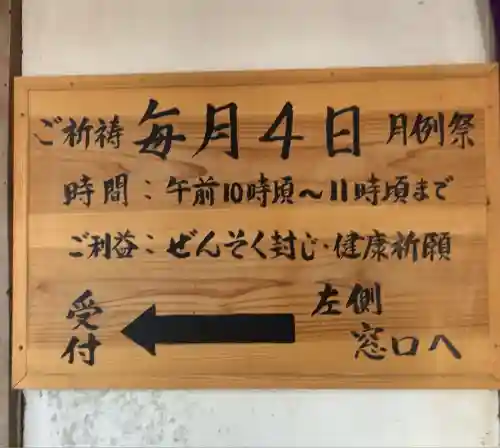 ご祈祷 毎月4日 月例祭
時間：午前10時頃～11時頃まで
ご利益：ぜんそく封じ・健康祈願
受付 ← 左側
窓口へ